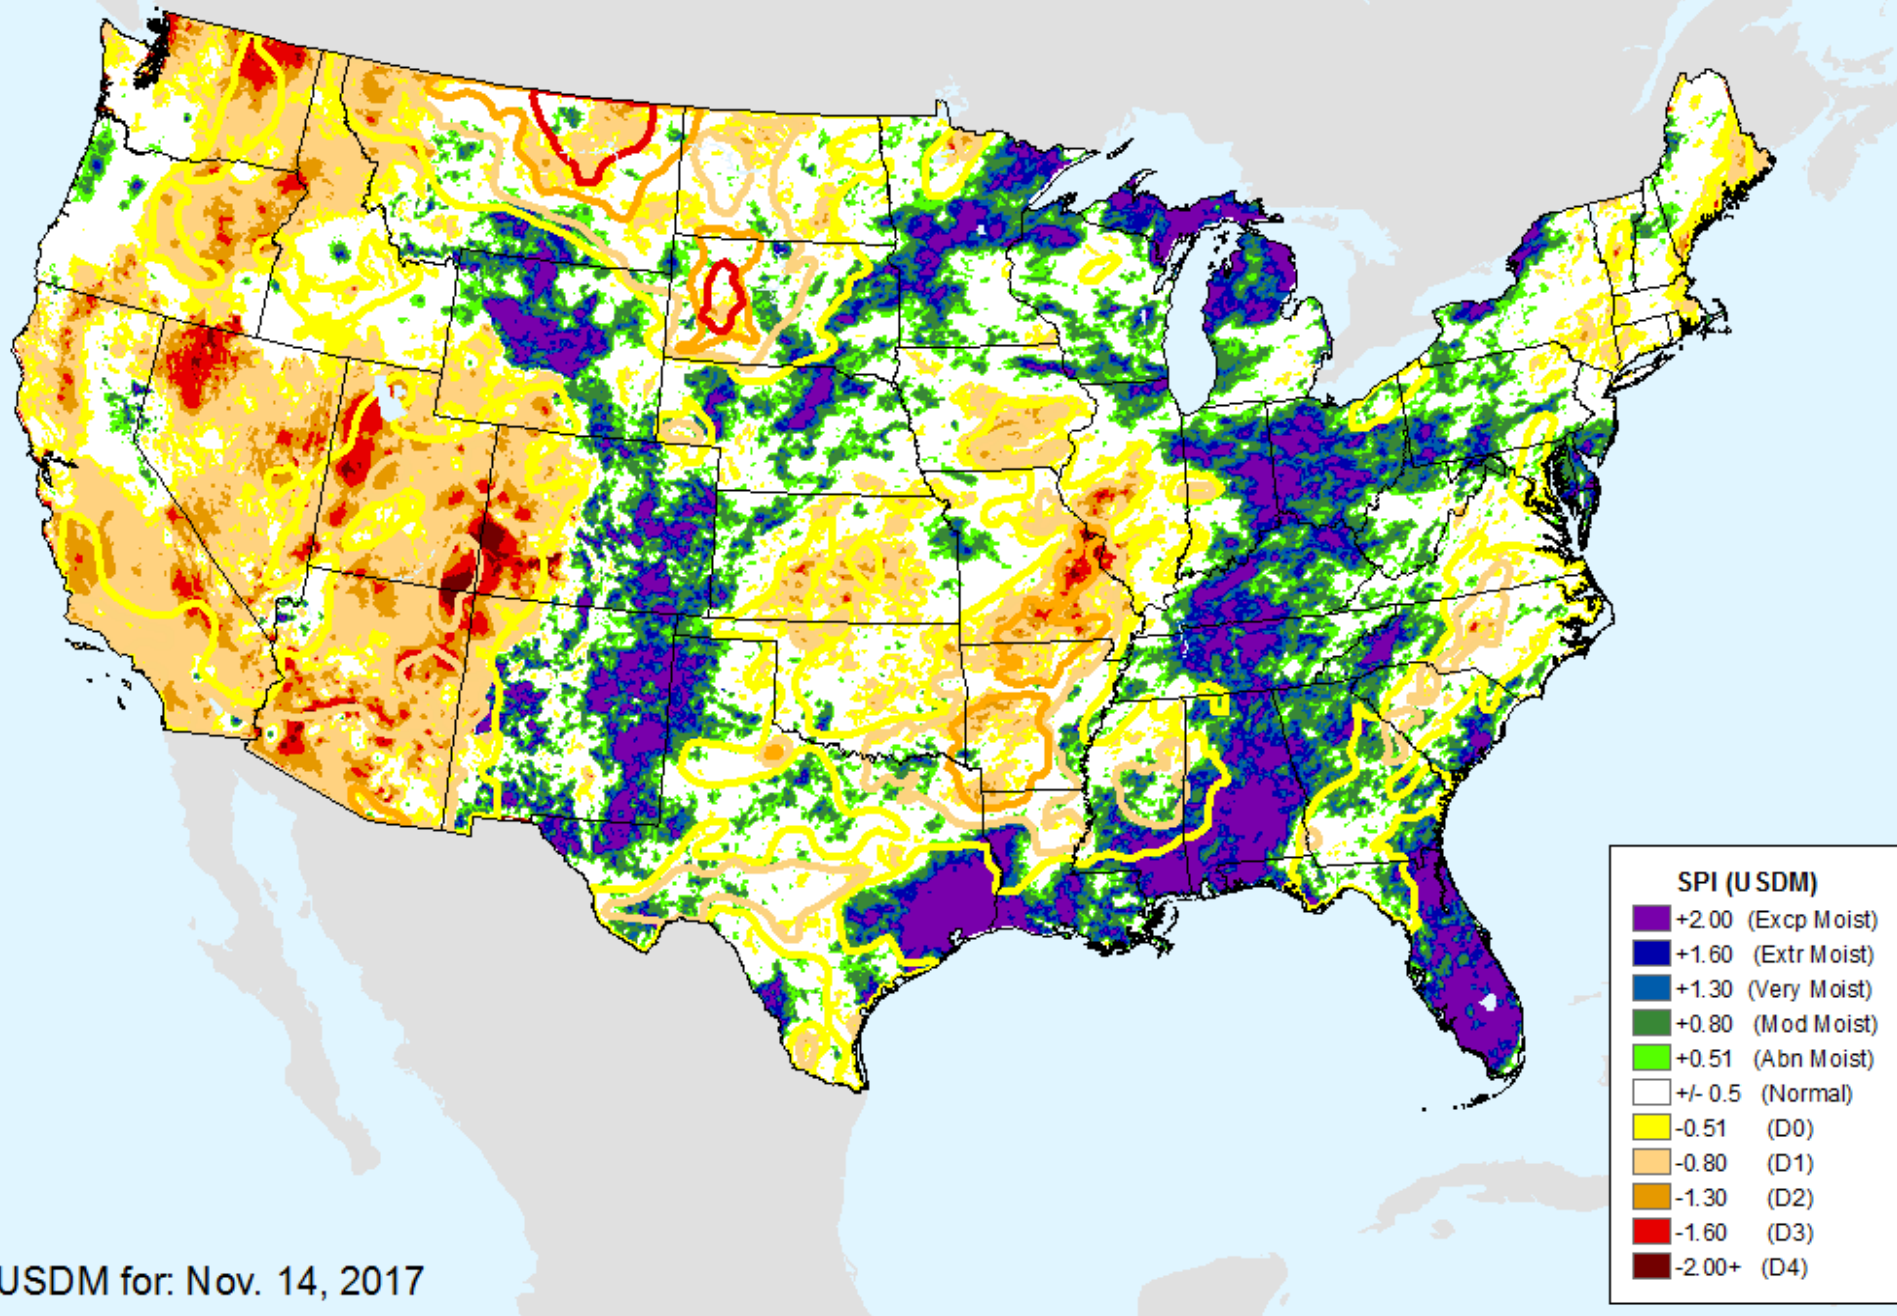 SPI (USDM)
+2.00 (Excp Moist)
+1.60 (Extr Moist)
+1.30 (Very Moist)
+0.80 (Mod Moist)
+0.51 (Abn Moist)
+/- 0.5 (Normal)
-0.51 (D0)
-0.80 (D1)
-1.30 (D2)
-1.60 (D3)
-2.00+ (D4)
USDM for: Nov. 14, 2017